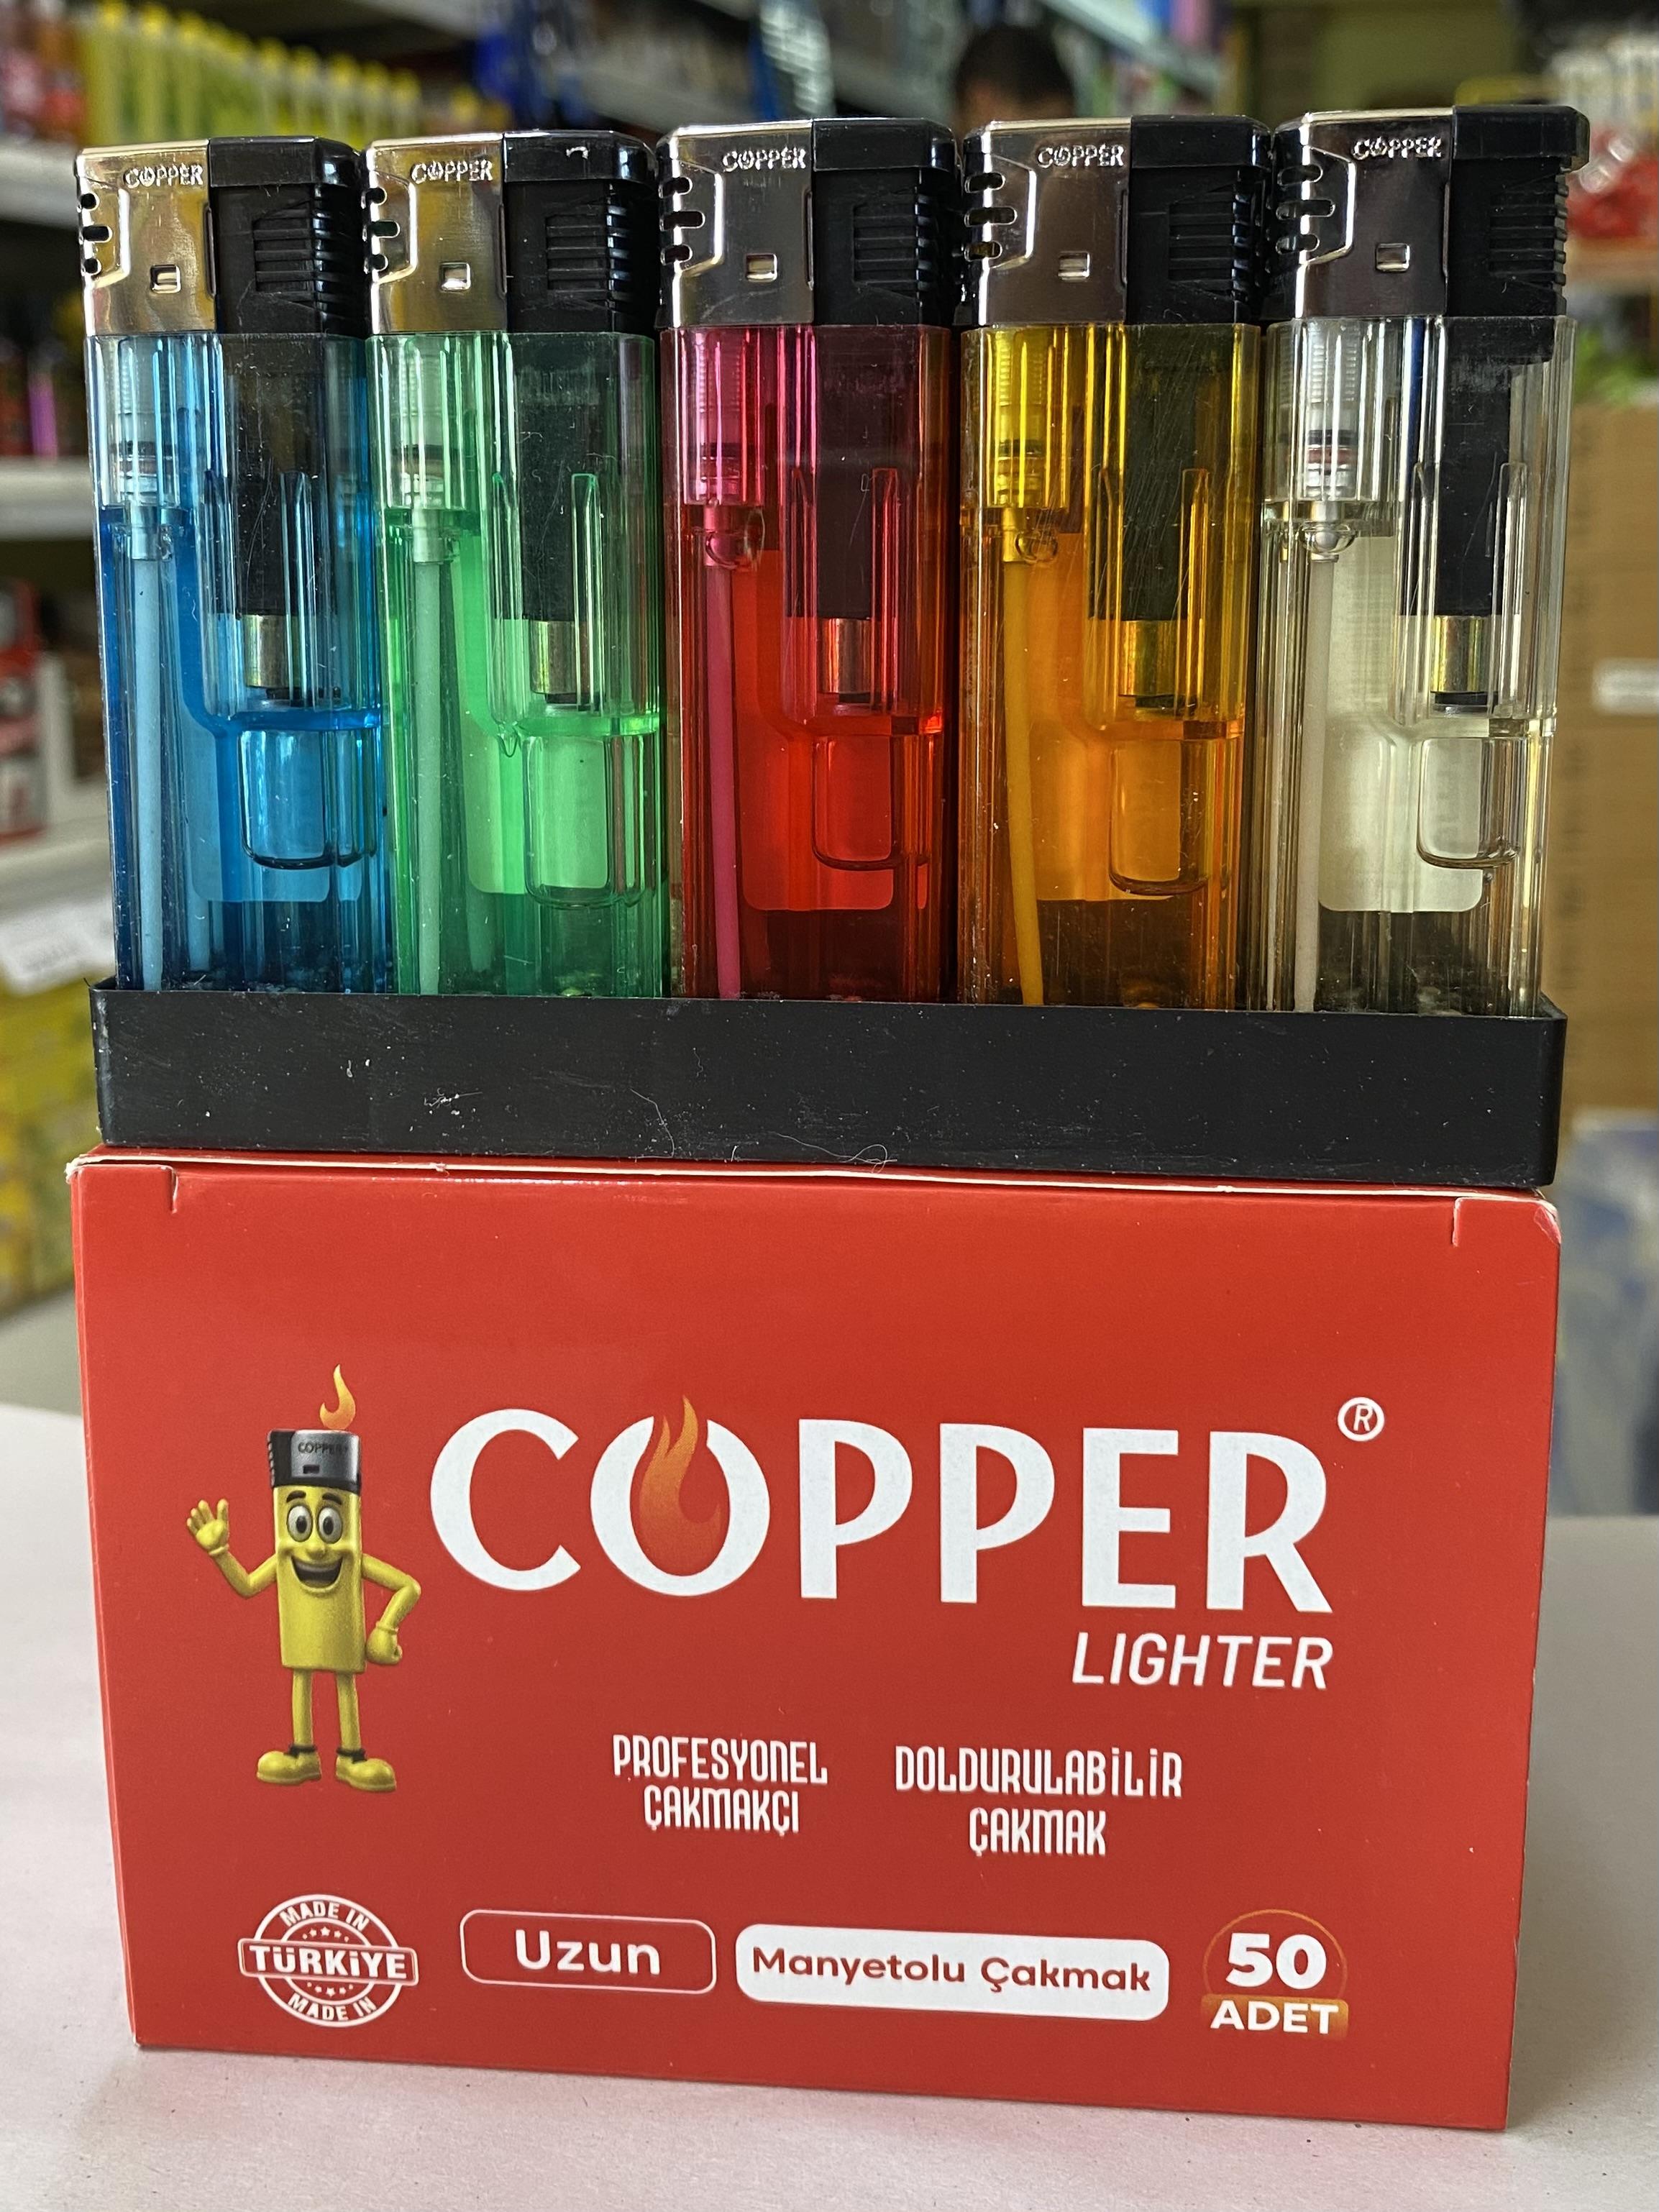 COPPER COPPER COPPER COPPER COPPER
COPPER
COPPER®
LIGHTER
PROFESYONEL
ÇAKMAKÇI
DOLDURULABİLİR
ÇAKMAK
MADE IN
TÜRKİYE
MADE IN
Uzun
Manyetolu Çakmak
50
ADET